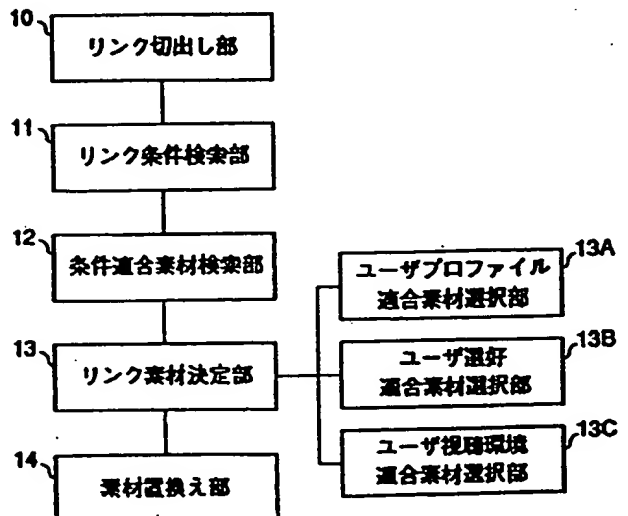 10
リンク切出し部
11
リンク条件検索部
12
条件適合素材検索部
13
リンク素材決定部
14
素材置換え部
13A
ユーザプロファイル
適合素材選択部
13B
ユーザ選好
適合素材選択部
13C
ユーザ視聴環境
適合素材選択部